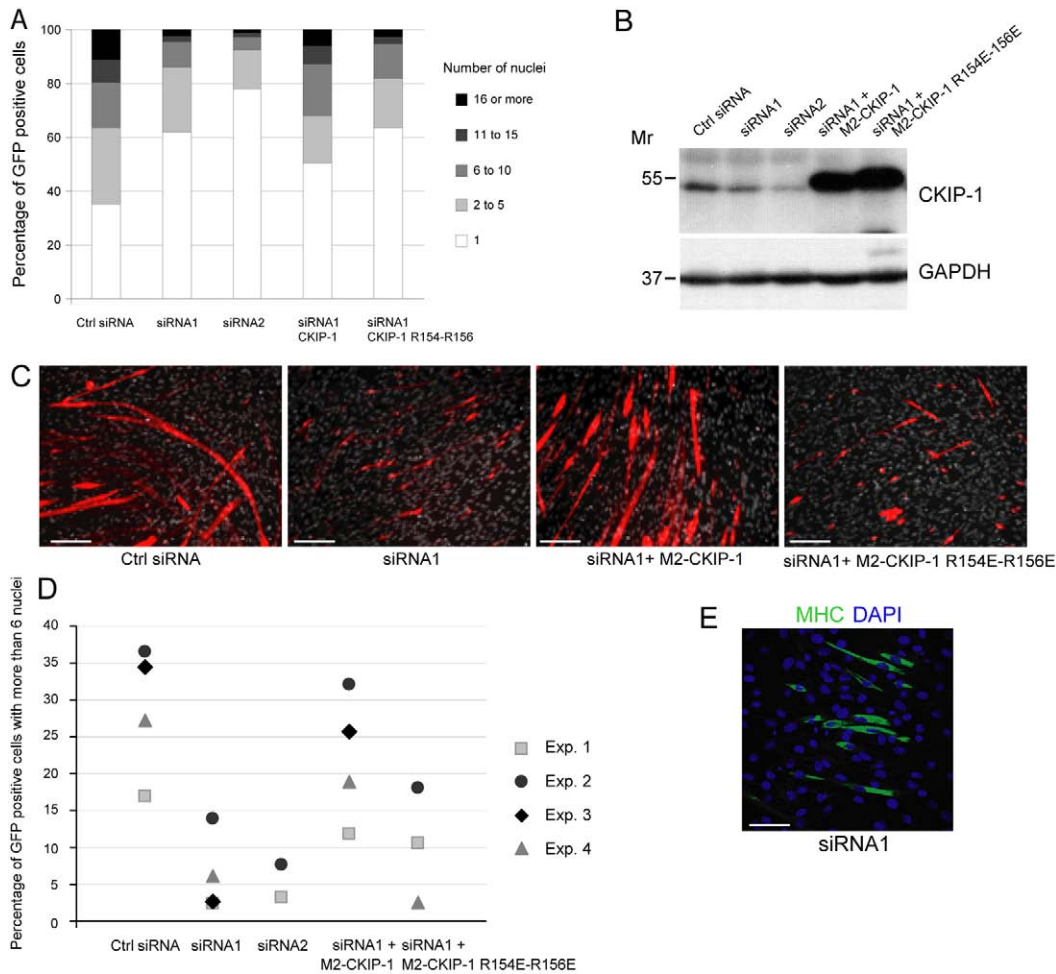 A
Percentage of GFP positive cells
100
80
60
40
20
0
Ctrl siRNA
siRNA1
siRNA2
siRNA1
CKIP-1
siRNA1
CKIP-1 R154-R156
Number of nuclei
16 or more
11 to 15
6 to 10
2 to 5
1
B
Mr
Ctrl siRNA
siRNA1
siRNA2
siRNA1 +
M2-CKIP-1
siRNA1 +
M2-CKIP-1 R154E-156E
55
CKIP-1
37
GAPDH
C
Ctrl siRNA
siRNA1
siRNA1+ M2-CKIP-1
siRNA1+ M2-CKIP-1 R154E-R156E
D
Percentage of GFP positive cells with more than 6 nuclei
40
35
30
25
20
15
10
5
0
Ctrl siRNA
siRNA1
siRNA2
siRNA1 +
M2-CKIP-1
siRNA1 +
M2-CKIP-1 R154E-R156E
Exp. 1
Exp. 2
Exp. 3
Exp. 4
E
MHC DAPI
siRNA1